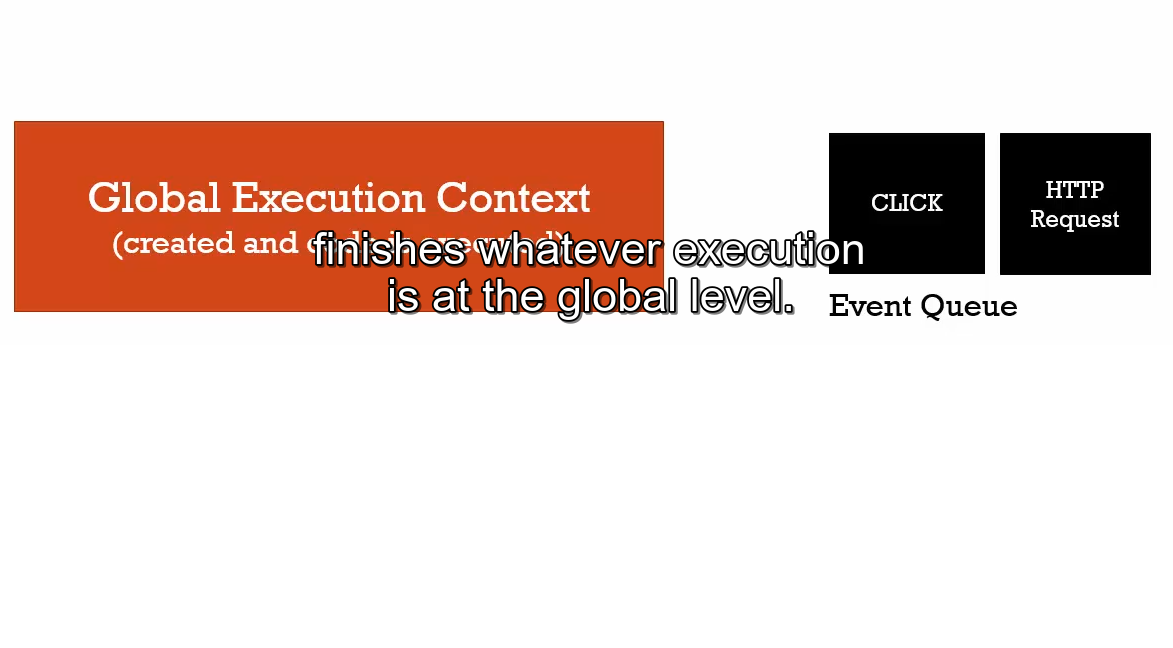 Global Execution Context
(created and
finishes whatever execution
is at the global level.
CLICK
HTTP
Request
Event Queue